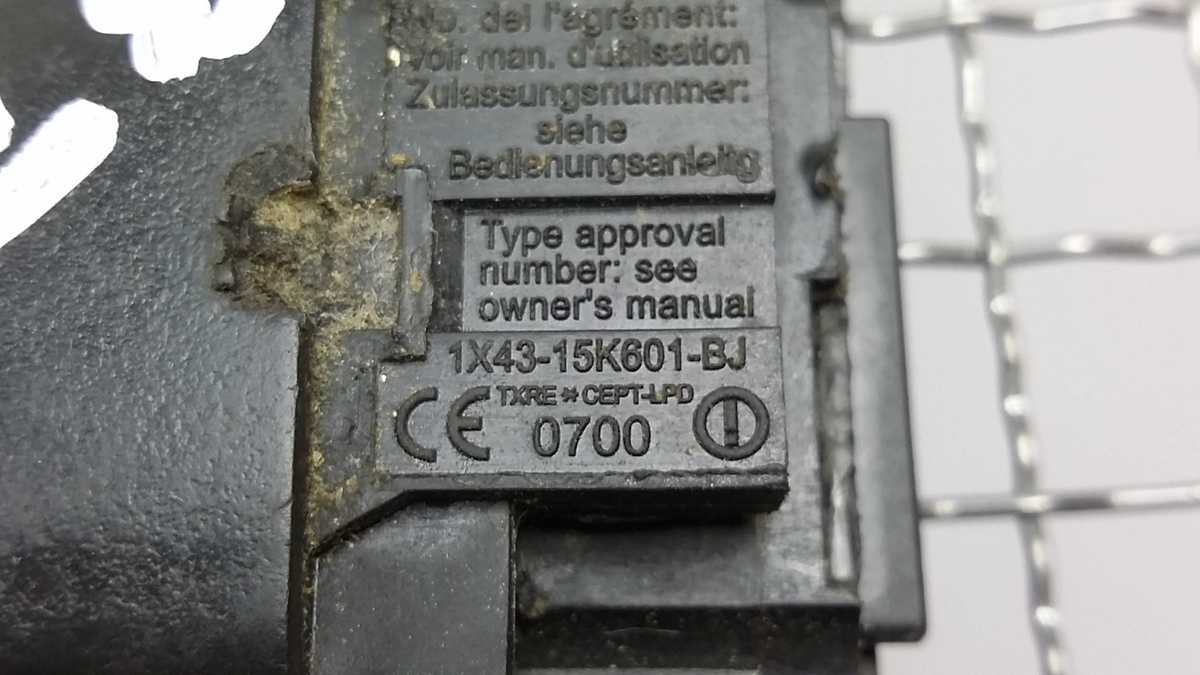 No. del l'agrément:
voir man. d'ublisation
Zulassungsnummer:
siehe
Bedienungsanleitg
Type approval
number: see
owner's manual
1X43-15K601-BJ
CE TXRE * CEPT-LPD
0700